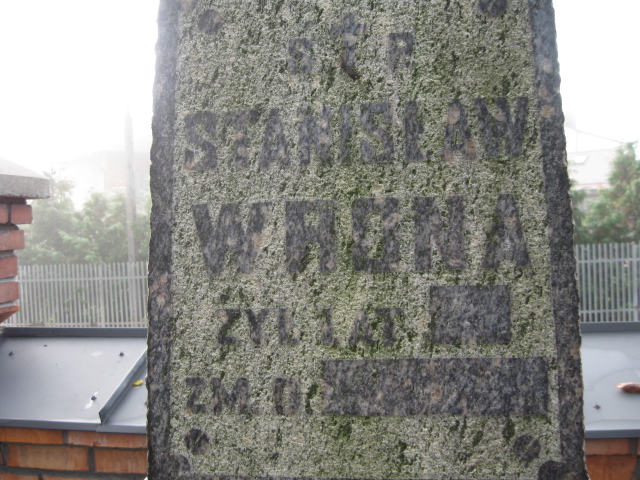 Ś P
STANISŁAW
WRONA
ŻYŁ LAT
ZM. D.